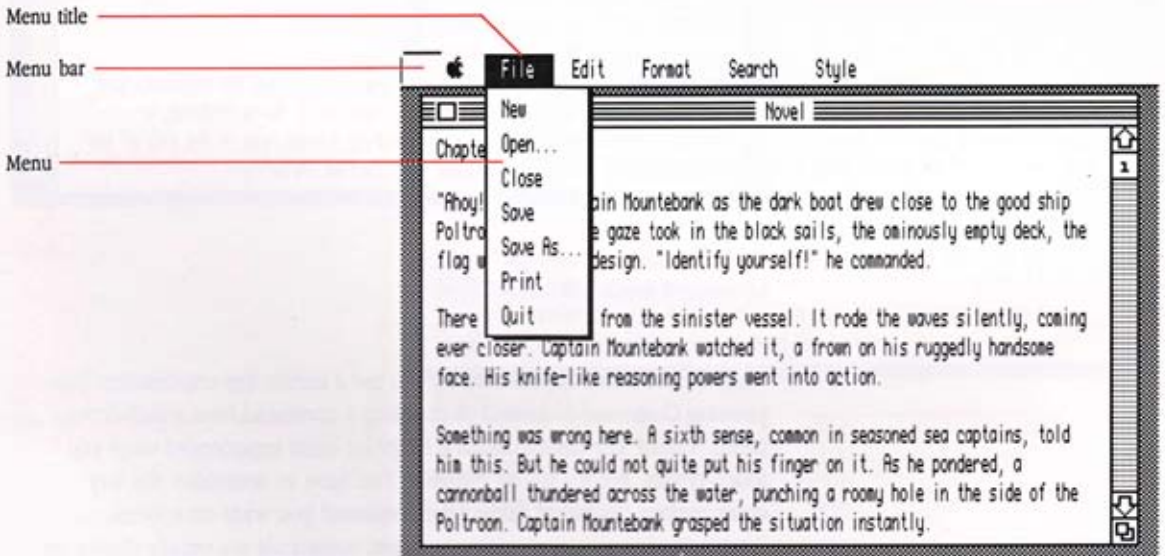 Menu title
Menu bar
File Edit Format Search Style
Novel
New
Open...
Close
Save
Save As...
Print
Quit
Chapte
1
"Ahoy! ain Mountebank as the dark boat drew close to the good ship
Poltro e gaze took in the black sails, the ominously empty deck, the
flag w design. "Identify yourself!" he commanded.
There from the sinister vessel. It rode the waves silently, coming
ever closer. Captain Mountebank watched it, a frown on his ruggedly handsome
face. His knife-like reasoning powers went into action.
Something was wrong here. A sixth sense, common in seasoned sea captains, told
him this. But he could not quite put his finger on it. As he pondered, a
cannonball thundered across the water, punching a roomy hole in the side of the
Poltroon. Captain Mountebank grasped the situation instantly.
Menu